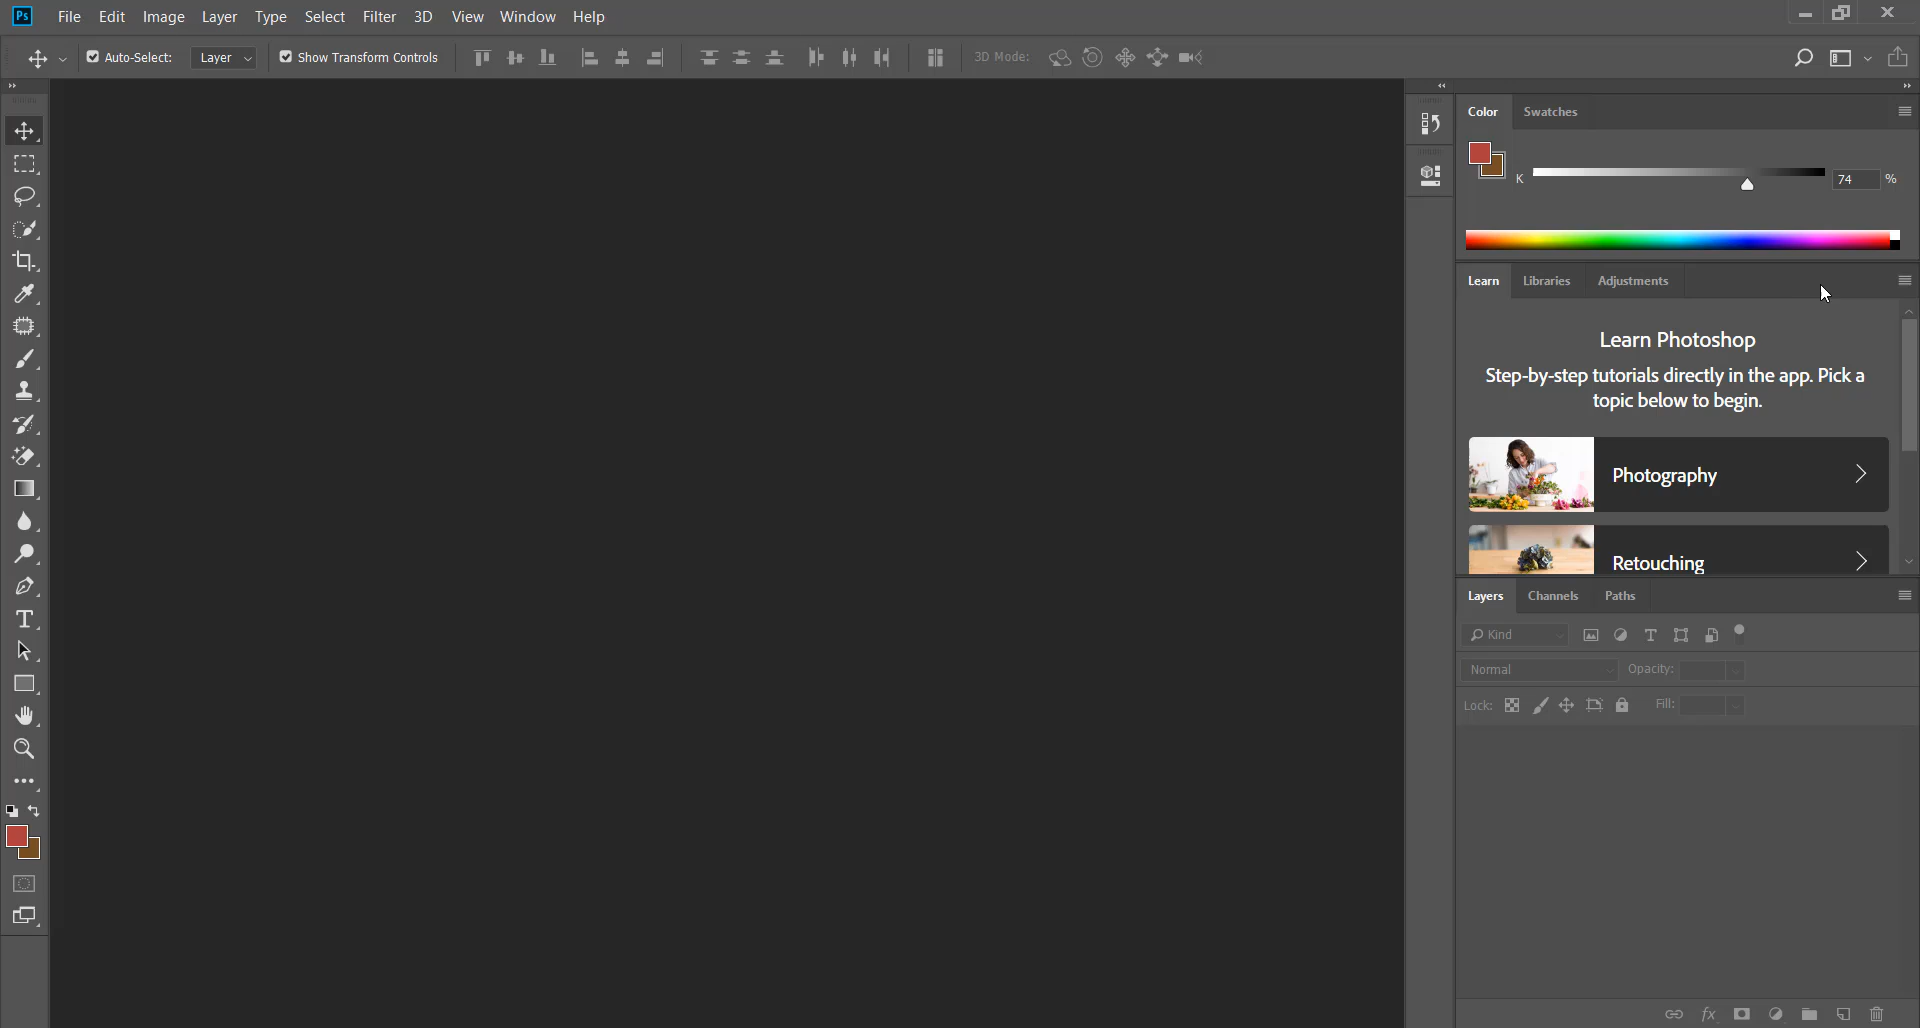 Ps File Edit Image Layer Type Select Filter 3D View Window Help
Auto-Select: Layer Show Transform Controls 3D Mode:
Color Swatches
K 74 %
Learn Libraries Adjustments
Learn Photoshop
Step-by-step tutorials directly in the app. Pick a
topic below to begin.
Photography
Retouching
Layers Channels Paths
Kind
Normal Opacity:
Lock: Fill:
fx